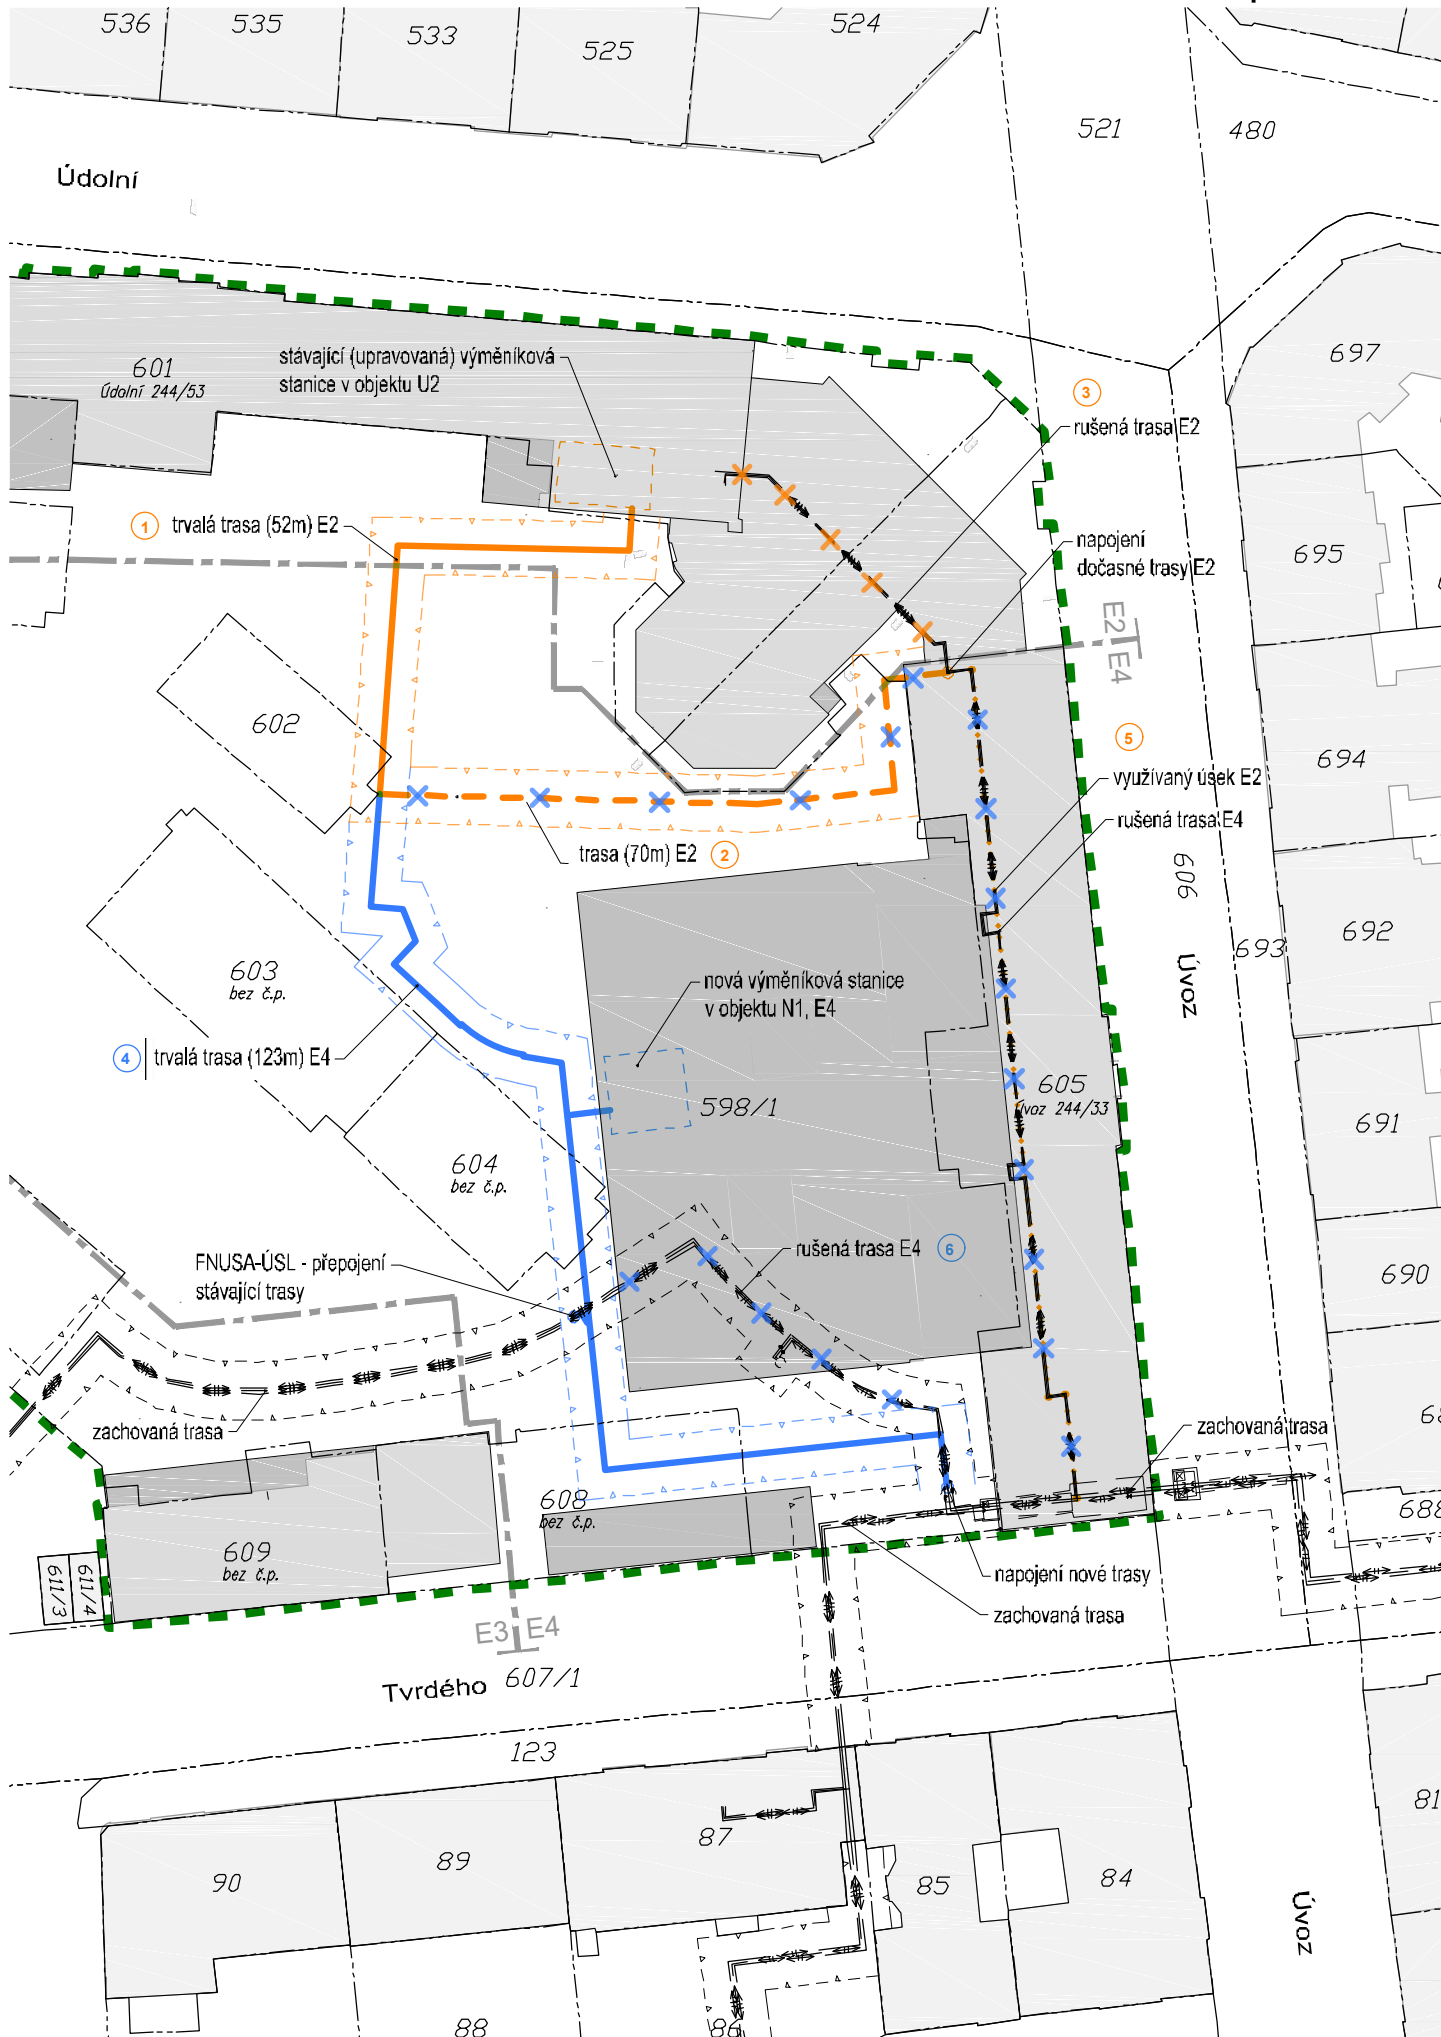 536
535
533
525
524
521
480
Údolní
601
Údolní 244/53
stávající (upravovaná) výměníková
stanice v objektu U2
697
3
rušená trasa E2
1
trvalá trasa (52m) E2
napojení
dočasné trasy E2
695
E2
E4
602
5
694
využívaný úsek E2
rušená trasa E4
trasa (70m) E2
2
606
692
693
Úvoz
603
bez č.p.
nová výměníková stanice
v objektu N1, E4
4
trvalá trasa (123m) E4
598/1
605
voz 244/33
691
604
bez č.p.
rušená trasa E4
6
FNUSA-ÚSL - přepojení
stávající trasy
690
zachovaná trasa
zachovaná trasa
608
bez č.p.
688
609
bez č.p.
611/3
611/4
napojení nové trasy
zachovaná trasa
E3
E4
Tvrdého
607/1
123
81
87
89
90
85
84
Úvoz
88
86